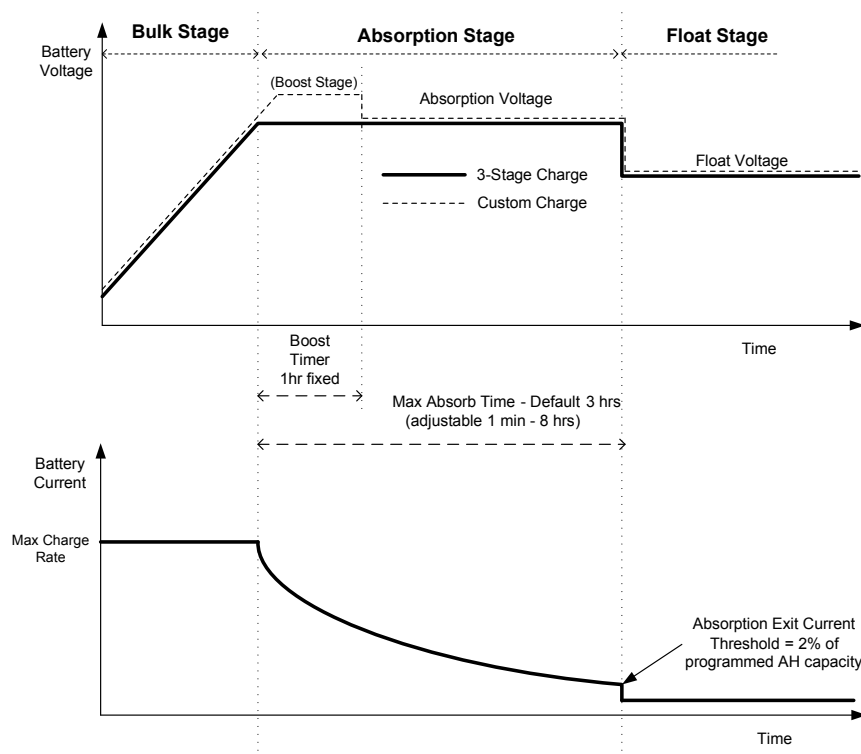 Bulk Stage
Absorption Stage
Float Stage
Battery
Voltage
(Boost Stage)
Absorption Voltage
Float Voltage
3-Stage Charge
Custom Charge
Time
Boost
Timer
1hr fixed
Max Absorb Time - Default 3 hrs
(adjustable 1 min - 8 hrs)
Battery
Current
Max Charge
Rate
Absorption Exit Current
Threshold = 2% of
programmed AH capacity
Time